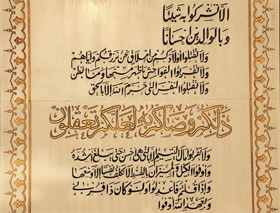 ألا تشركوا به شيئا
وبالوالدين إحسانا
ولا تقتلوا أولادكم من إملاق نحن نرزقكم وإياهم
ولا تقربوا الفواحش ما ظهر منها وما بطن
ولا تقتلوا النفس التي حرم الله إلا بالحق
ذلكم وصاكم به لعلكم تعقلون
ولا تقربوا مال اليتيم إلا بالتي هي أحسن حتى يبلغ أشده
وأوفوا الكيل والميزان بالقسط لا نكلف نفسا إلا وسعها
وإذا قلتم فاعدلوا ولو كان ذا قربى
وبعهد الله أوفوا